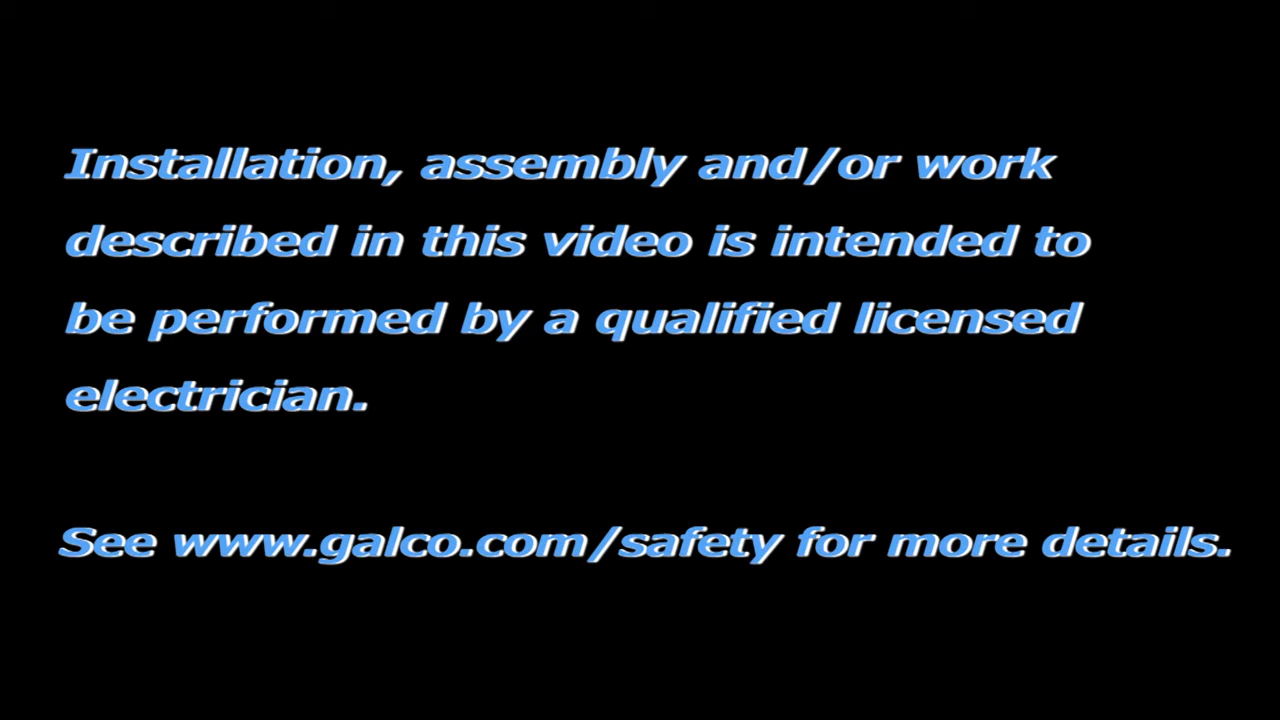 Installation, assembly and/or work
described in this video is intended to
be performed by a qualified licensed
electrician.
See www.galco.com/safety for more details.